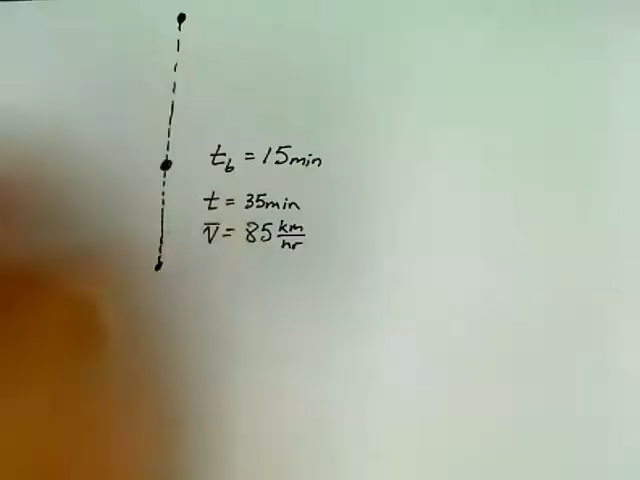 t_b = 15min
t = 35min
v̅ = 85 km/hr